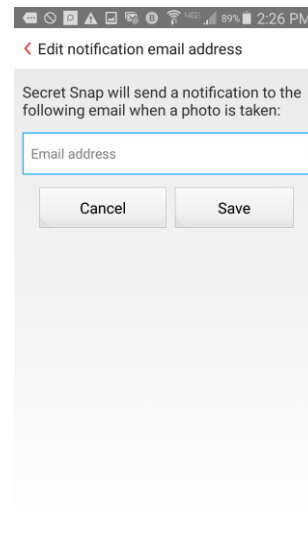 89% 2:26 PM
Edit notification email address
Secret Snap will send a notification to the
following email when a photo is taken:
Email address
Cancel
Save